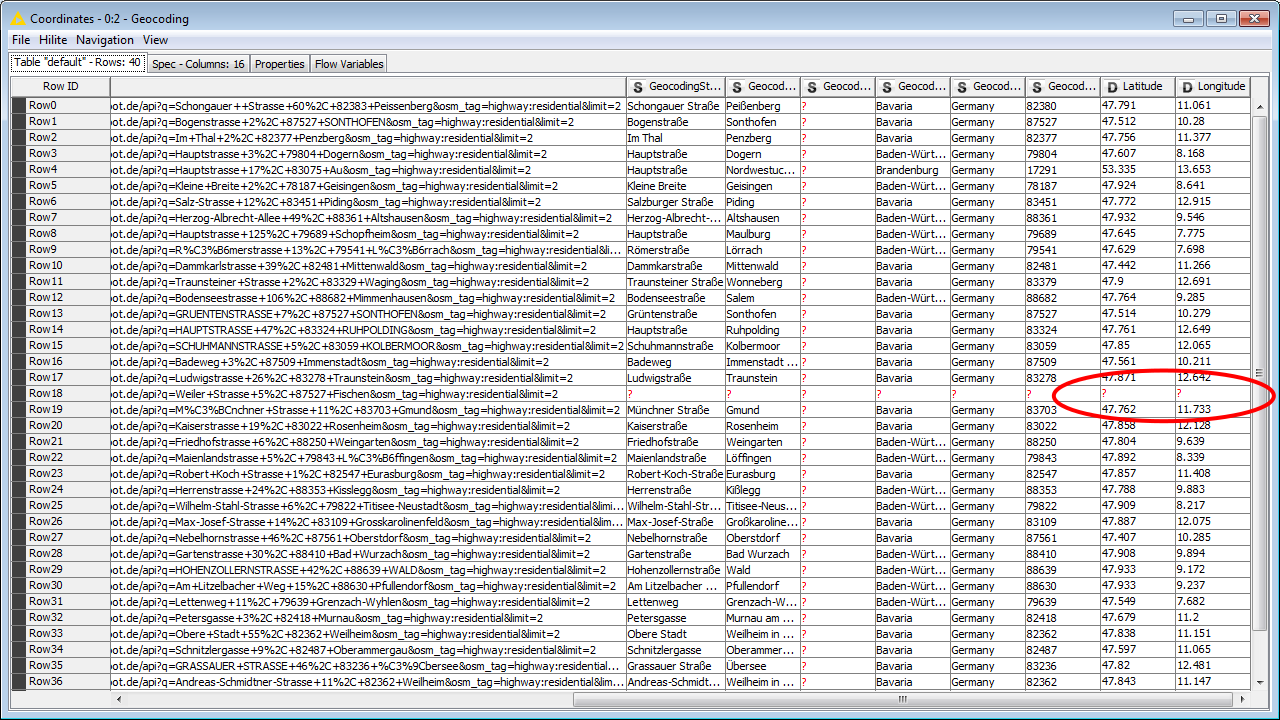 Coordinates - 0:2 - Geocoding
File Hilite Navigation View
Table "default" - Rows: 40 Spec - Columns: 16 Properties Flow Variables
Row ID S GeocodingSt... S Geocod... S Geocod... S Geocod... S Geocod... S Geocod... D Latitude D Longitude
Row0 oot.de/api?q=Schongauer++Strasse+60%2C+82383+Peissenberg&osm_tag=highway:residential&limit=2 Schongauer Straße Peißenberg ? Bavaria Germany 82380 47.791 11.061
Row1 oot.de/api?q=Bogenstrasse+2%2C+87527+SONTHOFEN&osm_tag=highway:residential&limit=2 Bogenstraße Sonthofen ? Bavaria Germany 87527 47.512 10.28
Row2 oot.de/api?q=Im+Thal+2%2C+82377+Penzberg&osm_tag=highway:residential&limit=2 Im Thal Penzberg ? Bavaria Germany 82377 47.756 11.377
Row3 oot.de/api?q=Hauptstrasse+3%2C+79804+Dogern&osm_tag=highway:residential&limit=2 Hauptstraße Dogern ? Baden-Würt... Germany 79804 47.607 8.168
Row4 oot.de/api?q=Hauptstrasse+17%2C+83075+Au&osm_tag=highway:residential&limit=2 Hauptstraße Nordwestuc... ? Brandenburg Germany 17291 53.335 13.653
Row5 oot.de/api?q=Kleine+Breite+2%2C+78187+Geisingen&osm_tag=highway:residential&limit=2 Kleine Breite Geisingen ? Baden-Würt... Germany 78187 47.924 8.641
Row6 oot.de/api?q=Salz-Strasse+12%2C+83451+Piding&osm_tag=highway:residential&limit=2 Salzburger Straße Piding ? Bavaria Germany 83451 47.772 12.915
Row7 oot.de/api?q=Herzog-Albrecht-Allee+49%2C+88361+Altshausen&osm_tag=highway:residential&limit=2 Herzog-Albrecht-... Altshausen ? Baden-Würt... Germany 88361 47.932 9.546
Row8 oot.de/api?q=Hauptstrasse+125%2C+79689+Schopfheim&osm_tag=highway:residential&limit=2 Hauptstraße Maulburg ? Baden-Würt... Germany 79689 47.645 7.775
Row9 oot.de/api?q=R%C3%B6merstrasse+13%2C+79541+L%C3%B6rrach&osm_tag=highway:residential&li... Römerstraße Lörrach ? Baden-Würt... Germany 79541 47.629 7.698
Row10 oot.de/api?q=Dammkarlstrasse+39%2C+82481+Mittenwald&osm_tag=highway:residential&limit=2 Dammkarstraße Mittenwald ? Bavaria Germany 82481 47.442 11.266
Row11 oot.de/api?q=Traunsteiner+Strasse+2%2C+83329+Waging&osm_tag=highway:residential&limit=2 Traunsteiner Straße Wonneberg ? Bavaria Germany 83379 47.9 12.691
Row12 oot.de/api?q=Bodenseestrasse+106%2C+88682+Mimmenhausen&osm_tag=highway:residential&limit=2 Bodenseestraße Salem ? Baden-Würt... Germany 88682 47.764 9.285
Row13 oot.de/api?q=GRUENTENSTRASSE+7%2C+87527+SONTHOFEN&osm_tag=highway:residential&limit=2 Grüntenstraße Sonthofen ? Bavaria Germany 87527 47.514 10.279
Row14 oot.de/api?q=HAUPTSTRASSE+47%2C+83324+RUHPOLDING&osm_tag=highway:residential&limit=2 Hauptstraße Ruhpolding ? Bavaria Germany 83324 47.761 12.649
Row15 oot.de/api?q=SCHUHMANNSTRASSE+5%2C+83059+KOLBERMOOR&osm_tag=highway:residential&limit=2 Schuhmannstraße Kolbermoor ? Bavaria Germany 83059 47.85 12.065
Row16 oot.de/api?q=Badeweg+3%2C+87509+Immenstadt&osm_tag=highway:residential&limit=2 Badeweg Immenstadt ... ? Bavaria Germany 87509 47.561 10.211
Row17 oot.de/api?q=Ludwigstrasse+26%2C+83278+Traunstein&osm_tag=highway:residential&limit=2 Ludwigstraße Traunstein ? Bavaria Germany 83278 47.871 12.642
Row18 oot.de/api?q=Weiler+Strasse+5%2C+87527+Fischen&osm_tag=highway:residential&limit=2 ? ? ? ? ? ? ? ?
Row19 oot.de/api?q=M%C3%BCnchner+Strasse+11%2C+83703+Gmund&osm_tag=highway:residential&limit=2 Münchner Straße Gmund ? Bavaria Germany 83703 47.762 11.733
Row20 oot.de/api?q=Kaiserstrasse+19%2C+83022+Rosenheim&osm_tag=highway:residential&limit=2 Kaiserstraße Rosenheim ? Bavaria Germany 83022 47.858 12.128
Row21 oot.de/api?q=Friedhofstrasse+6%2C+88250+Weingarten&osm_tag=highway:residential&limit=2 Friedhofstraße Weingarten ? Baden-Würt... Germany 88250 47.804 9.639
Row22 oot.de/api?q=Maienlandstrasse+5%2C+79843+L%C3%B6ffingen&osm_tag=highway:residential&limit=2 Maienlandstraße Löffingen ? Baden-Würt... Germany 79843 47.892 8.339
Row23 oot.de/api?q=Robert+Koch+Strasse+1%2C+82547+Eurasburg&osm_tag=highway:residential&limit=2 Robert-Koch-Straße Eurasburg ? Bavaria Germany 82547 47.857 11.408
Row24 oot.de/api?q=Herrenstrasse+24%2C+88353+Kisslegg&osm_tag=highway:residential&limit=2 Herrenstraße Kißlegg ? Baden-Würt... Germany 88353 47.788 9.883
Row25 oot.de/api?q=Wilhelm-Stahl-Strasse+6%2C+79822+Titisee-Neustadt&osm_tag=highway:residential&limi... Wilhelm-Stahl-Str... Titisee-Neus... ? Baden-Würt... Germany 79822 47.909 8.217
Row26 oot.de/api?q=Max-Josef-Strasse+14%2C+83109+Grosskarolinenfeld&osm_tag=highway:residential&limi... Max-Josef-Straße Großkaroline... ? Bavaria Germany 83109 47.887 12.075
Row27 oot.de/api?q=Nebelhornstrasse+46%2C+87561+Oberstdorf&osm_tag=highway:residential&limit=2 Nebelhornstraße Oberstdorf ? Bavaria Germany 87561 47.407 10.285
Row28 oot.de/api?q=Gartenstrasse+30%2C+88410+Bad+Wurzach&osm_tag=highway:residential&limit=2 Gartenstraße Bad Wurzach ? Baden-Würt... Germany 88410 47.908 9.894
Row29 oot.de/api?q=HOHENZOLLERNSTRASSE+42%2C+88639+WALD&osm_tag=highway:residential&limit=2 Hohenzollernstraße Wald ? Baden-Würt... Germany 88639 47.933 9.172
Row30 oot.de/api?q=Am+Litzelbacher+Weg+15%2C+88630+Pfullendorf&osm_tag=highway:residential&limit=2 Am Litzelbacher ... Pfullendorf ? Baden-Würt... Germany 88630 47.933 9.237
Row31 oot.de/api?q=Lettenweg+11%2C+79639+Grenzach-Wyhlen&osm_tag=highway:residential&limit=2 Lettenweg Grenzach-W... ? Baden-Würt... Germany 79639 47.549 7.682
Row32 oot.de/api?q=Petersgasse+3%2C+82418+Murnau&osm_tag=highway:residential&limit=2 Petersgasse Murnau am ... ? Bavaria Germany 82418 47.679 11.2
Row33 oot.de/api?q=Obere+Stadt+55%2C+82362+Weilheim&osm_tag=highway:residential&limit=2 Obere Stadt Weilheim in ... ? Bavaria Germany 82362 47.838 11.151
Row34 oot.de/api?q=Schnitzlergasse+9%2C+82487+Oberammergau&osm_tag=highway:residential&limit=2 Schnitzlergasse Oberammer... ? Bavaria Germany 82487 47.597 11.065
Row35 oot.de/api?q=GRASSAUER+STRASSE+46%2C+83236+%C3%9Cbersee&osm_tag=highway:residential&limit=2 Grassauer Straße Übersee ? Bavaria Germany 83236 47.82 12.481
Row36 oot.de/api?q=Andreas-Schmidtner-Strasse+11%2C+82362+Weilheim&osm_tag=highway:residential&limit=2 Andreas-Schmidt... Weilheim in ... ? Bavaria Germany 82362 47.843 11.147